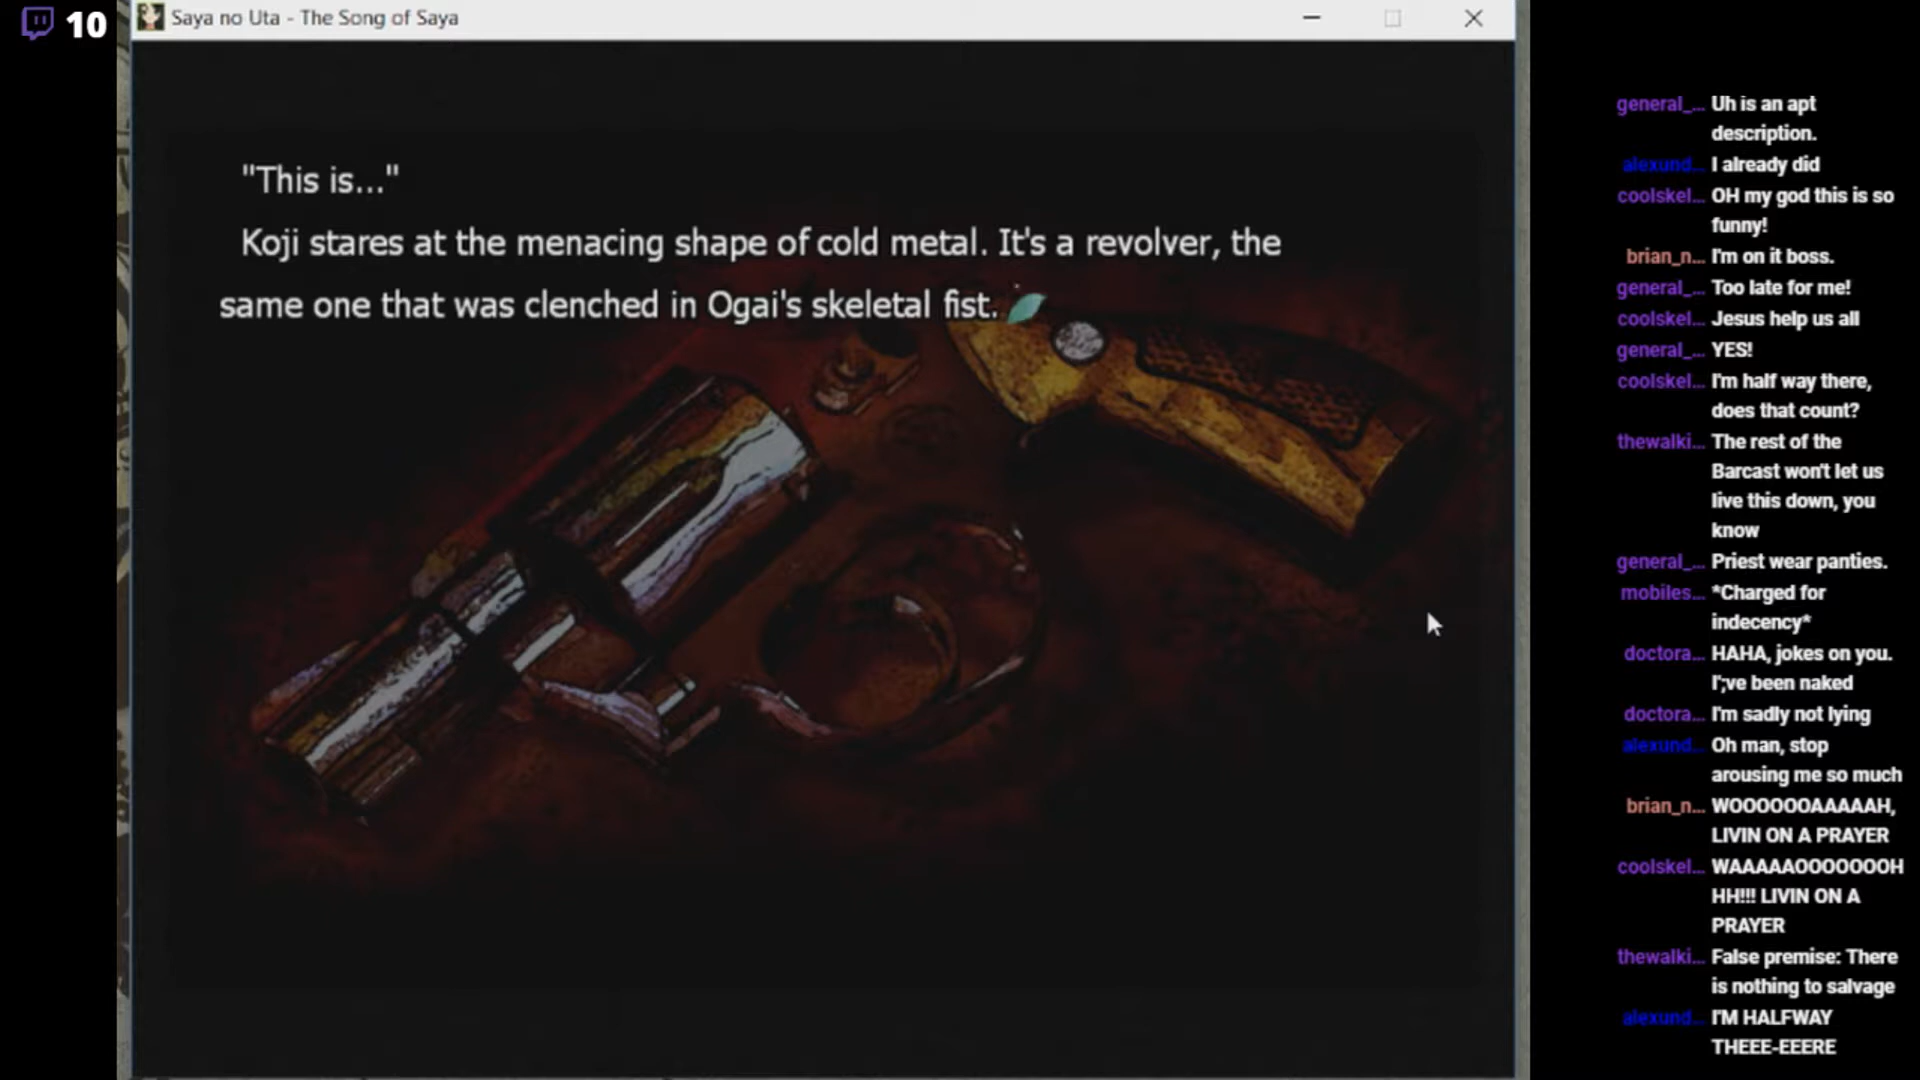 10
Saya no Uta - The Song of Saya
"This is..."
Koji stares at the menacing shape of cold metal. It's a revolver, the
same one that was clenched in Ogai's skeletal fist.
general_... Uh is an apt
description.
alexund... I already did
coolskel... OH my god this is so
funny!
brian_n... I'm on it boss.
general_... Too late for me!
coolskel... Jesus help us all
general_... YES!
coolskel... I'm half way there,
does that count?
thewalki... The rest of the
Barcast won't let us
live this down, you
know
general_... Priest wear panties.
mobiles... *Charged for
indecency*
doctora... HAHA, jokes on you.
I';ve been naked
doctora... I'm sadly not lying
alexund... Oh man, stop
arousing me so much
brian_n... WOOOOOOAAAAAH,
LIVIN ON A PRAYER
coolskel... WAAAAAOOOOOOOH
HH!!! LIVIN ON A
PRAYER
thewalki... False premise: There
is nothing to salvage
alexund... I'M HALFWAY
THEEE-EEERE